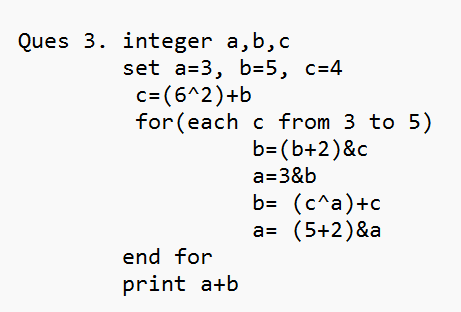 Ques 3. integer a,b,c
set a=3, b=5, c=4
c=(6^2)+b
for(each c from 3 to 5)
b=(b+2)&c
a=3&b
b= (c^a)+c
a= (5+2)&a
end for
print a+b